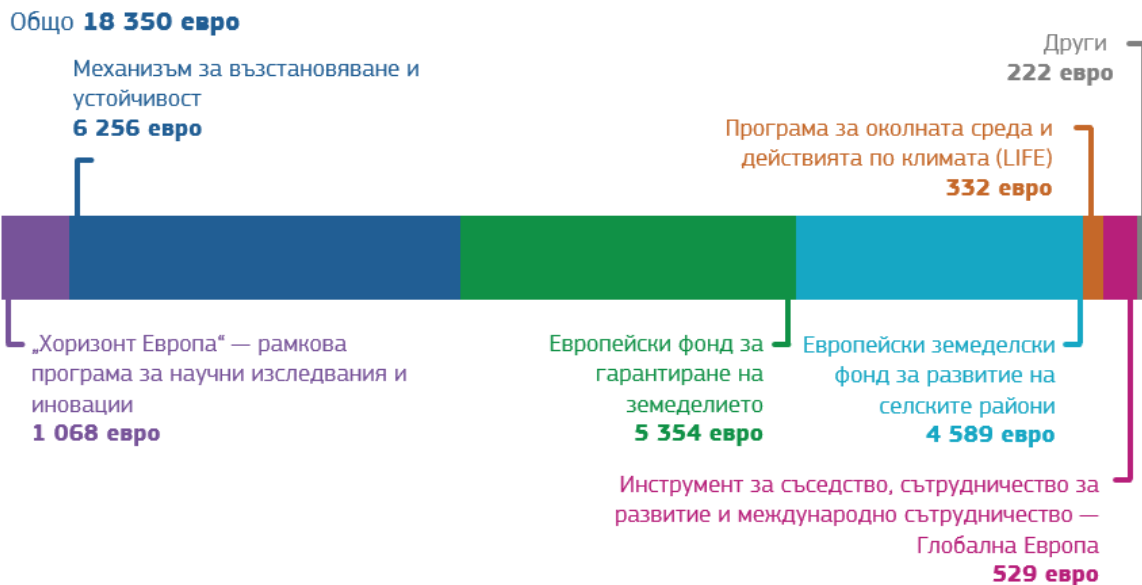 Общо 18 350 евро
Механизъм за възстановяване и
устойчивост
6 256 евро
Други
222 евро
Програма за околната среда и
действията по климата (LIFE)
332 евро
„Хоризонт Европа“ — рамкова
програма за научни изследвания и
иновации
1 068 евро
Европейски фонд за
гарантиране на
земеделието
5 354 евро
Европейски земеделски
фонд за развитие на
селските райони
4 589 евро
Инструмент за съседство, сътрудничество за
развитие и международно сътрудничество —
Глобална Европа
529 евро